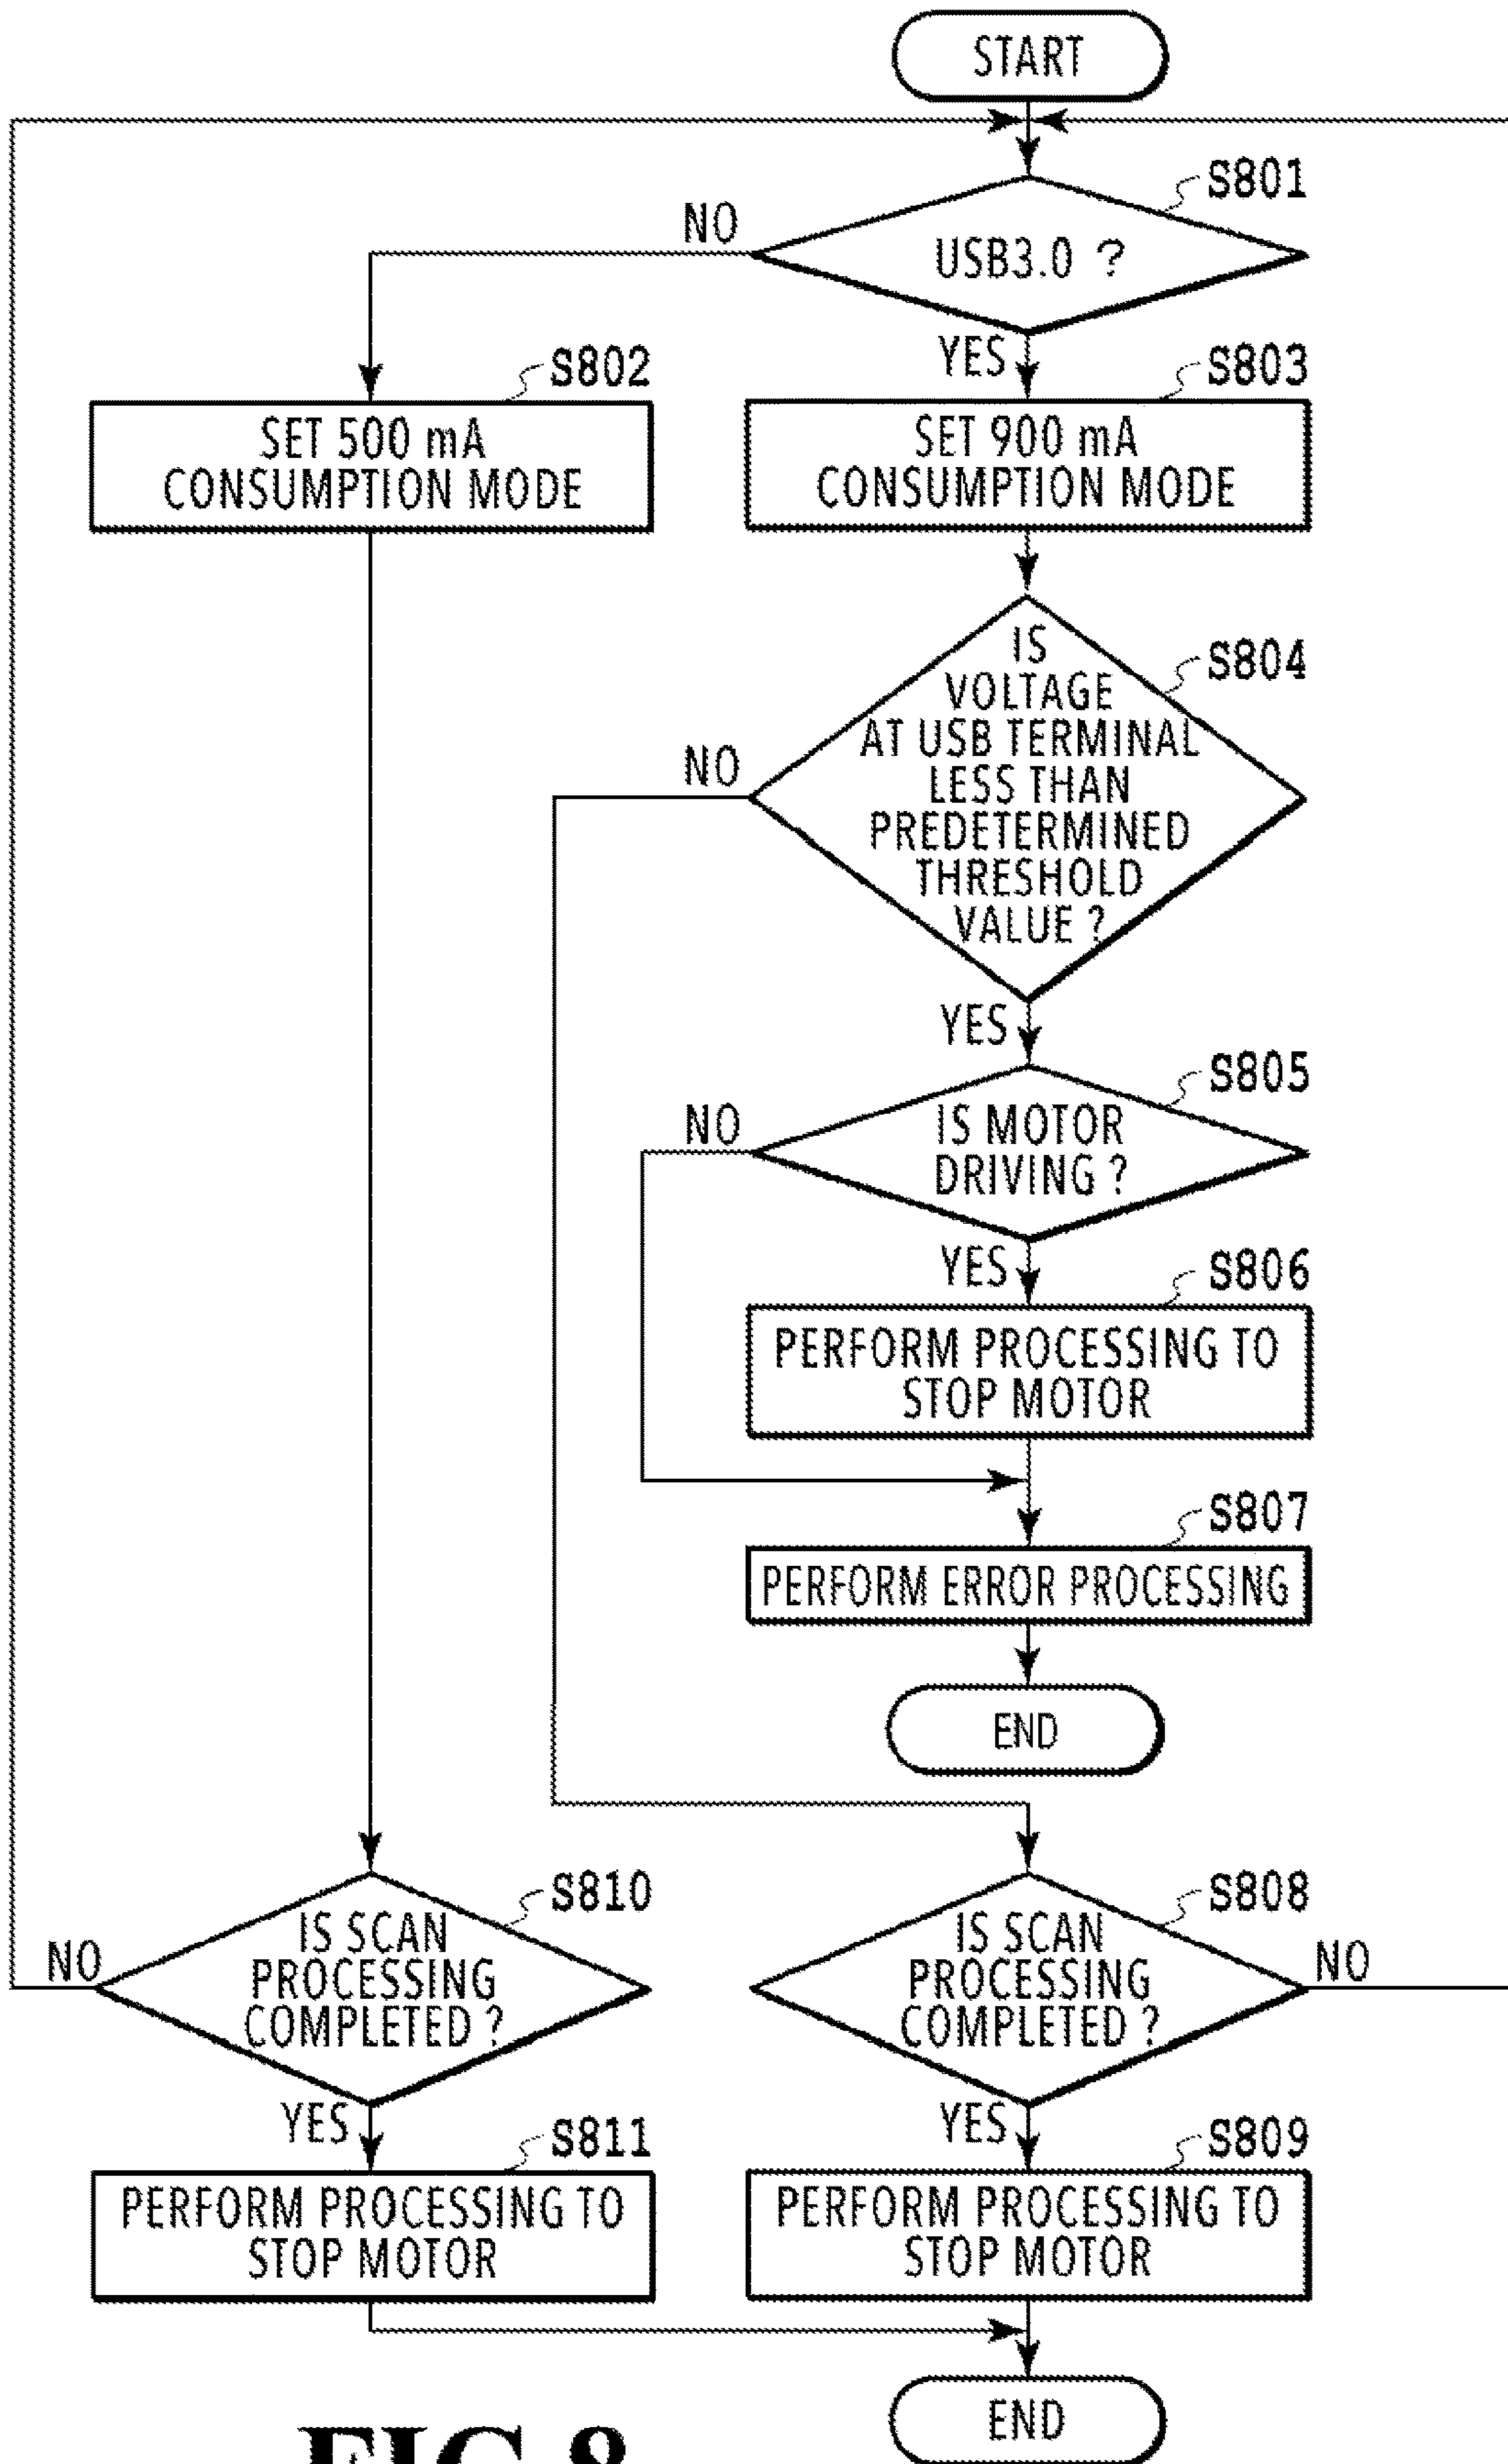 START
S801
NO
USB3.0 ?
YES
S802
S803
SET 500 mA
CONSUMPTION MODE
SET 900 mA
CONSUMPTION MODE
S804
IS
VOLTAGE
AT USB TERMINAL
LESS THAN
PREDETERMINED
THRESHOLD
VALUE ?
NO
YES
S805
NO
IS MOTOR
DRIVING ?
YES
S806
PERFORM PROCESSING TO
STOP MOTOR
S807
PERFORM ERROR PROCESSING
END
S810
S808
NO
IS SCAN
PROCESSING
COMPLETED ?
IS SCAN
PROCESSING
COMPLETED ?
NO
YES
S811
YES
S809
PERFORM PROCESSING TO
STOP MOTOR
PERFORM PROCESSING TO
STOP MOTOR
END
FIG.8